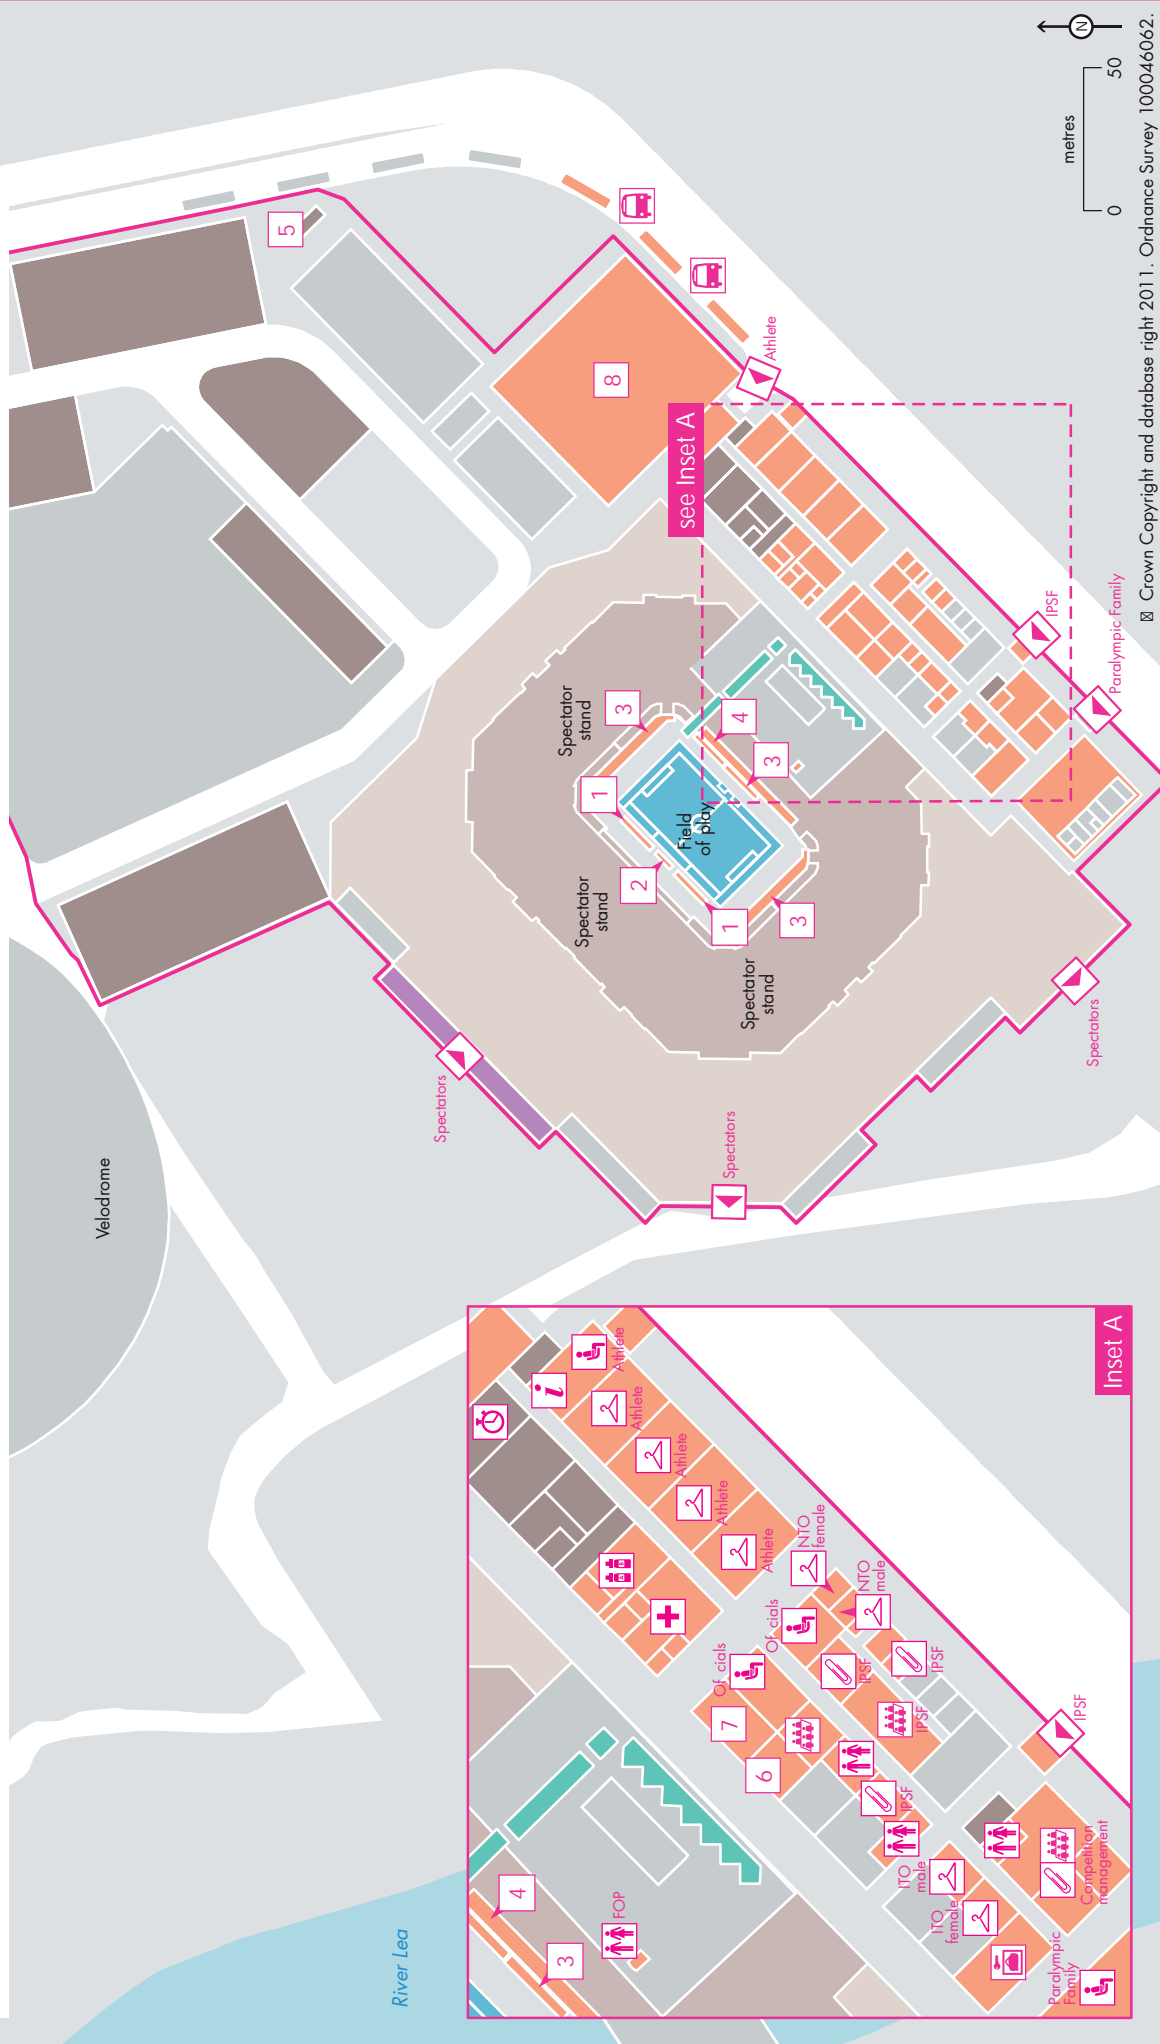 Velodrome
River Lea
Spectators
Spectators
Spectators
Spectator
stand
Spectator
stand
Spectator
stand
Field
of play
1
1
2
3
3
3
4
5
8
see Inset A
Athlete
IPSF
Paralympic Family
metres
0
50
N
Crown Copyright and database right 2011. Ordnance Survey 100046062.
Inset A
i
Athlete
Athlete
Athlete
Athlete
Athlete
NTO
female
NTO
male
Of cials
Of cials
IPSF
IPSF
IPSF
IPSF
IPSF
7
6
4
3
FOP
ITO
male
ITO
female
Competition
management
Paralympic
Family